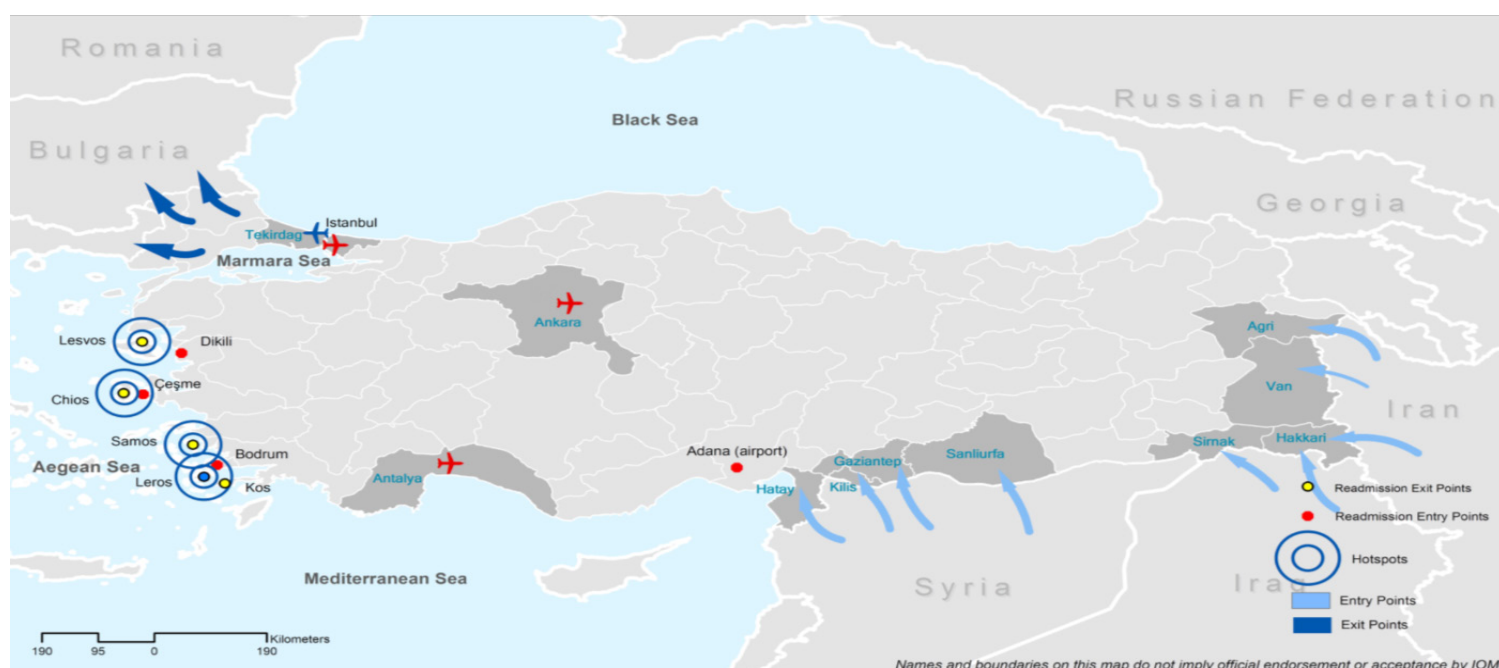 Romania
Russian Federation
Black Sea
Bulgaria
Georgia
Istanbul
Tekirdag
Marmara Sea
Ankara
Agri
Lesvos
Dikili
Van
Çeşme
Chios
Iran
Samos
Bodrum
Aegean Sea
Leros
Kos
Antalya
Adana (airport)
Gaziantep
Sanliurfa
Sirnak
Hakkari
Hatay
Kilis
Readmission Exit Points
Readmission Entry Points
Hotspots
Mediterranean Sea
Syria
Iraq
Entry Points
Exit Points
Kilometers
190 95 0 190
Names and boundaries on this map do not imply official endorsement or acceptance by IOM